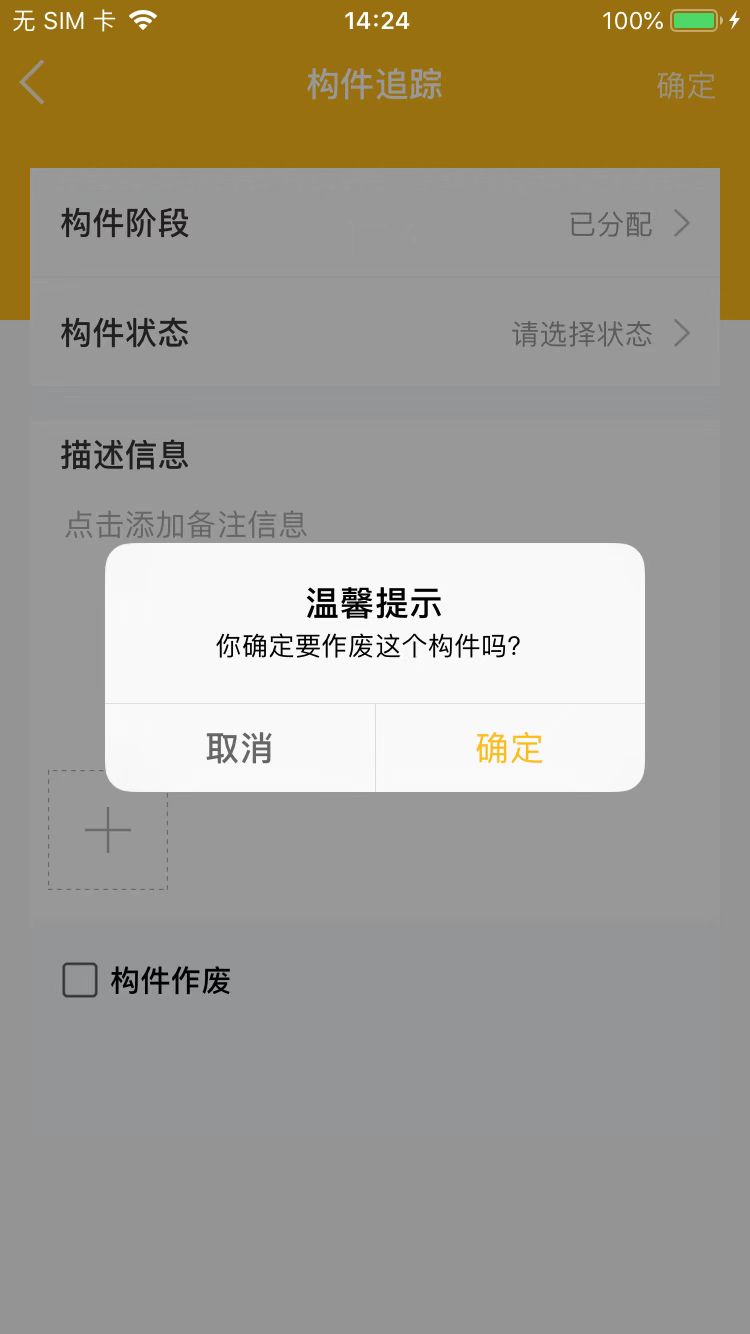 无 SIM 卡 14:24 100%
构件追踪 确定
构件阶段 已分配
构件状态 请选择状态
描述信息
点击添加备注信息
温馨提示
你确定要作废这个构件吗?
取消 确定
构件作废